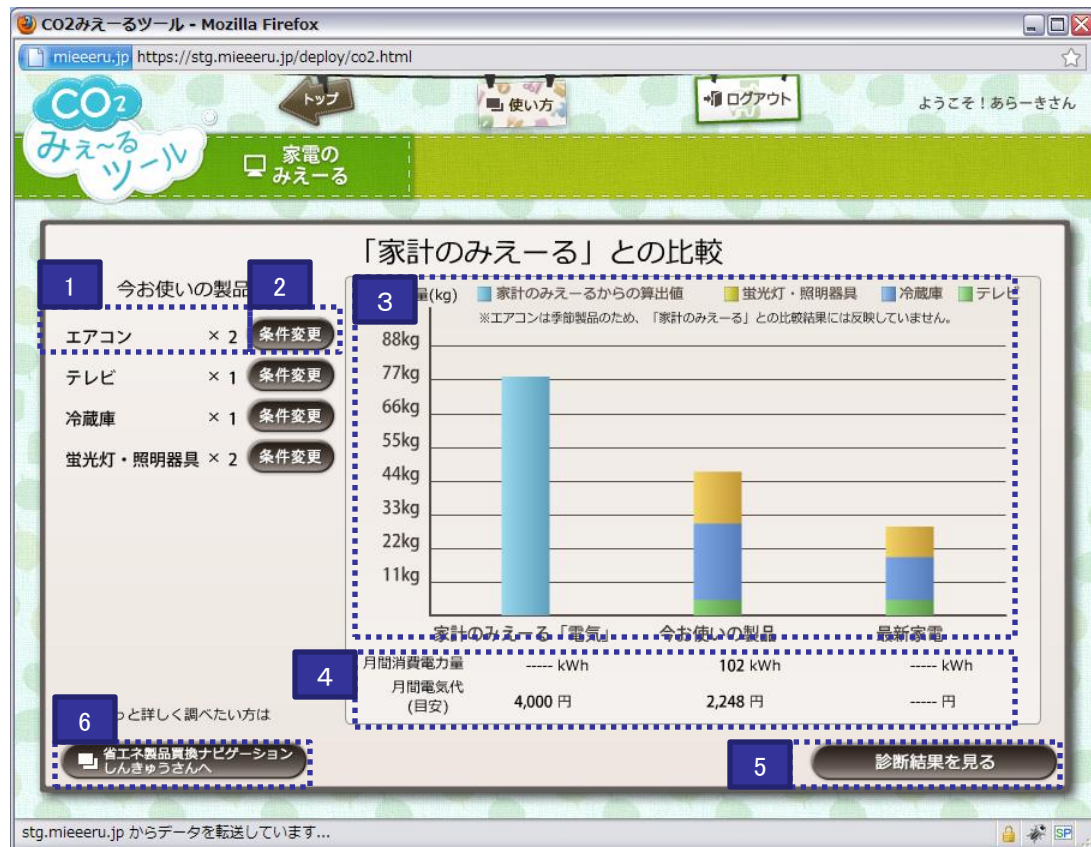 CO2みえーるツール - Mozilla Firefox
mieeeru.jp https://stg.mieeeru.jp/deploy/co2.html
CO2
みえ～る
ツール
トップ
使い方
ログアウト
ようこそ！あらーきさん
家電の
みえーる
「家計のみえーる」との比較
1
今お使いの製品
2
エアコン × 2 条件変更
テレビ × 1 条件変更
冷蔵庫 × 1 条件変更
蛍光灯・照明器具 × 2 条件変更
3
量(kg) 家計のみえーるからの算出値 蛍光灯・照明器具 冷蔵庫 テレビ
※エアコンは季節製品のため、「家計のみえーる」との比較結果には反映していません。
88kg
77kg
66kg
55kg
44kg
33kg
22kg
11kg
家計のみえーる「電気」 今お使いの製品 最新家電
4
月間消費電力量 ----- kWh 102 kWh ----- kWh
月間電気代
(目安) 4,000 円 2,248 円 ----- 円
6
っと詳しく調べたい方は
省エネ製品買換ナビゲーション
しんきゅうさんへ
5
診断結果を見る
stg.mieeeru.jp からデータを転送しています...
SP